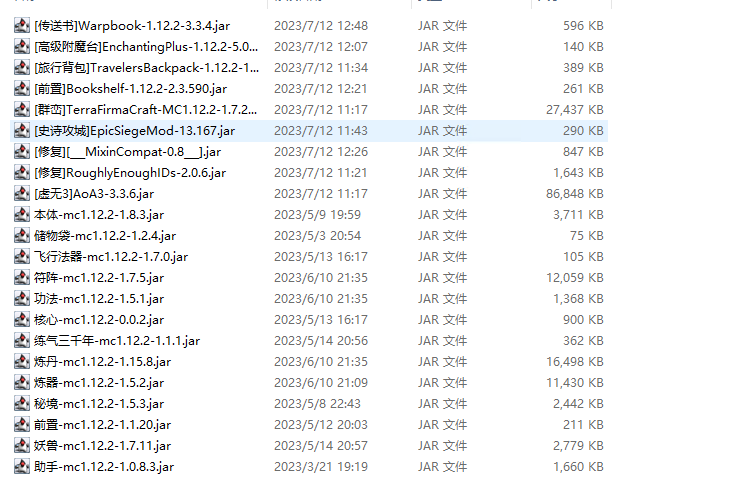 [传送书]Warpbook-1.12.2-3.3.4.jar 2023/7/12 12:48 JAR 文件 596 KB
[高级附魔台]EnchantingPlus-1.12.2-5.0... 2023/7/12 12:07 JAR 文件 140 KB
[旅行背包]TravelersBackpack-1.12.2-1... 2023/7/12 11:34 JAR 文件 389 KB
[前置]Bookshelf-1.12.2-2.3.590.jar 2023/7/12 12:21 JAR 文件 261 KB
[群峦]TerraFirmaCraft-MC1.12.2-1.7.2... 2023/7/12 11:17 JAR 文件 27,437 KB
[史诗攻城]EpicSiegeMod-13.167.jar 2023/7/12 11:43 JAR 文件 290 KB
[修复][___MixinCompat-0.8___].jar 2023/7/12 12:26 JAR 文件 847 KB
[修复]RoughlyEnoughIDs-2.0.6.jar 2023/7/12 11:21 JAR 文件 1,643 KB
[虚无3]AoA3-3.3.6.jar 2023/7/12 11:17 JAR 文件 86,848 KB
本体-mc1.12.2-1.8.3.jar 2023/5/9 19:59 JAR 文件 3,711 KB
储物袋-mc1.12.2-1.2.4.jar 2023/5/3 20:54 JAR 文件 75 KB
飞行法器-mc1.12.2-1.7.0.jar 2023/5/13 16:17 JAR 文件 105 KB
符阵-mc1.12.2-1.7.5.jar 2023/6/10 21:35 JAR 文件 12,059 KB
功法-mc1.12.2-1.5.1.jar 2023/6/10 21:35 JAR 文件 1,368 KB
核心-mc1.12.2-0.0.2.jar 2023/5/13 16:17 JAR 文件 900 KB
练气三千年-mc1.12.2-1.1.1.jar 2023/5/14 20:56 JAR 文件 362 KB
炼丹-mc1.12.2-1.15.8.jar 2023/6/10 21:35 JAR 文件 16,498 KB
炼器-mc1.12.2-1.5.2.jar 2023/6/10 21:09 JAR 文件 11,430 KB
秘境-mc1.12.2-1.5.3.jar 2023/5/8 22:43 JAR 文件 2,442 KB
前置-mc1.12.2-1.1.20.jar 2023/5/12 20:03 JAR 文件 211 KB
妖兽-mc1.12.2-1.7.11.jar 2023/5/14 20:57 JAR 文件 2,779 KB
助手-mc1.12.2-1.0.8.3.jar 2023/3/21 19:19 JAR 文件 1,660 KB